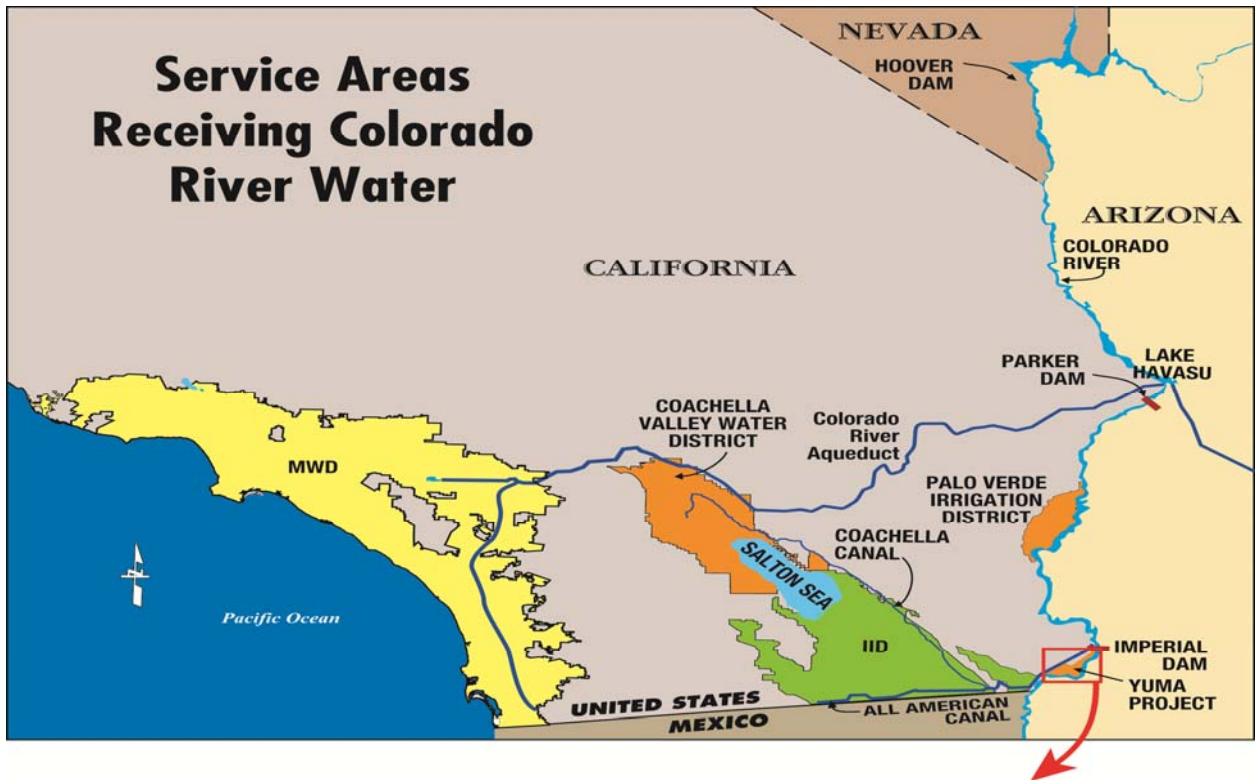 Service Areas
Receiving Colorado
River Water
NEVADA
HOOVER
DAM
ARIZONA
COLORADO
RIVER
CALIFORNIA
PARKER
DAM
LAKE
HAVASU
COACHELLA
VALLEY WATER
DISTRICT
Colorado
River
Aqueduct
MWD
PALO VERDE
IRRIGATION
DISTRICT
COACHELLA
CANAL
SALTON SEA
Pacific Ocean
IID
IMPERIAL
DAM
YUMA
PROJECT
UNITED STATES
MEXICO
ALL AMERICAN
CANAL